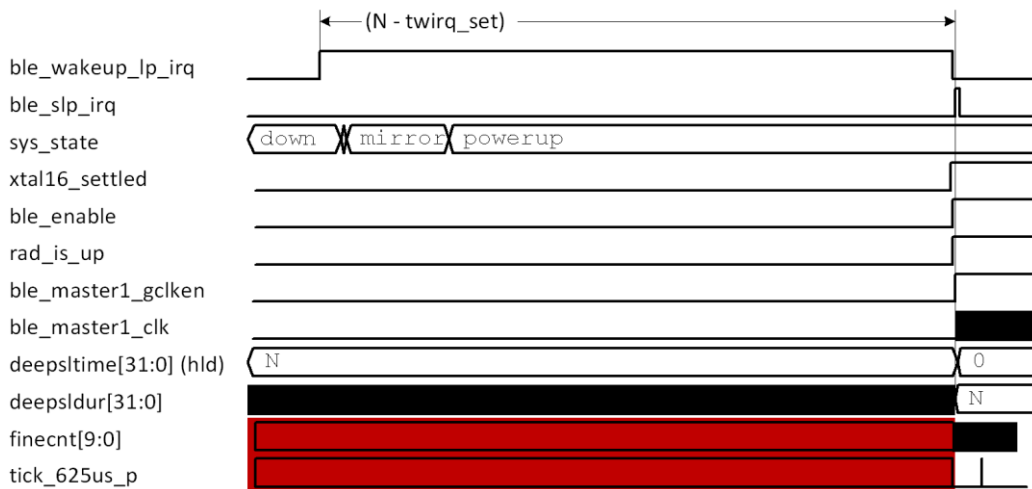 (N - twirq_set)
ble_wakeup_lp_irq
ble_slp_irq
sys_state down mirror powerup
xtal16_settled
ble_enable
rad_is_up
ble_master1_gclken
ble_master1_clk
deepsltime[31:0] (hld) N 0
deepsldur[31:0] N
finecnt[9:0]
tick_625us_p